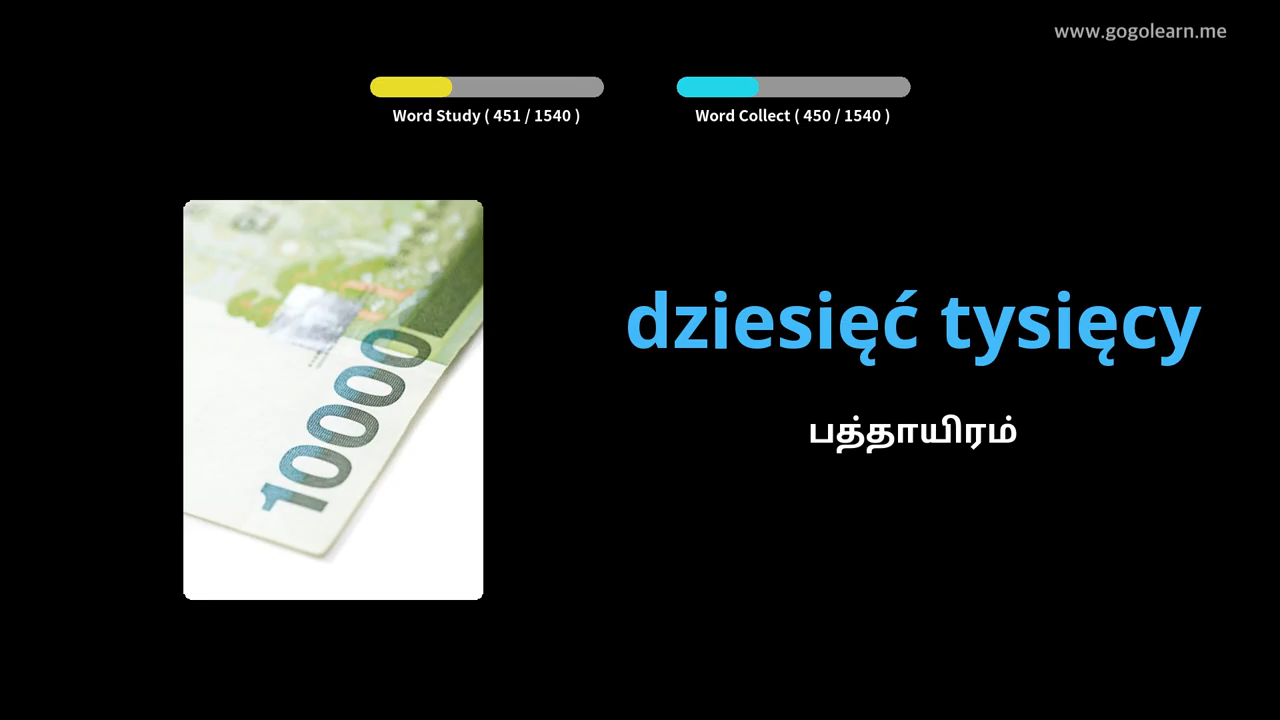 www.gogolearn.me
Word Study ( 451 / 1540 )
Word Collect ( 450 / 1540 )
10000
dziesięć tysięcy
பத்தாயிரம்